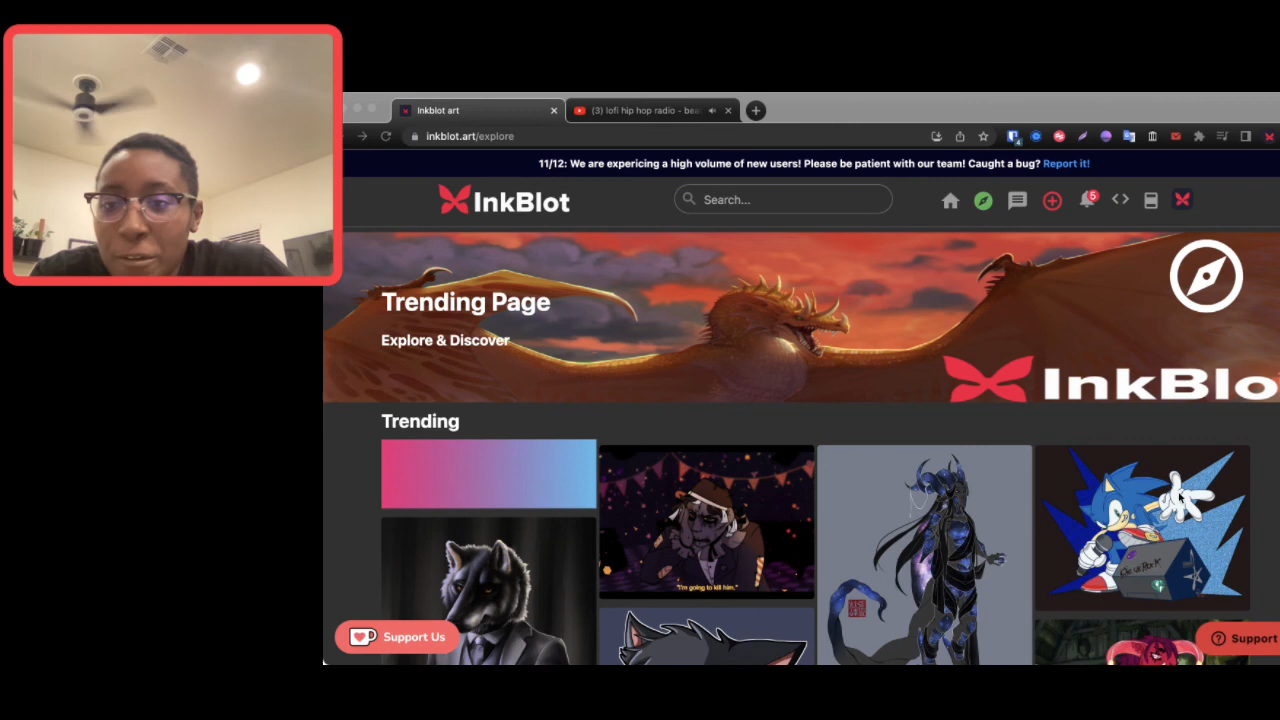 Inkblot art
(3) lofi hip hop radio - bea
inkblot.art/explore
4
11/12: We are expericing a high volume of new users! Please be patient with our team! Caught a bug? Report it!
InkBlot
Search...
5
Trending Page
Explore & Discover
InkBlo
Trending
"I'm going to kill him."
Support Us
Support